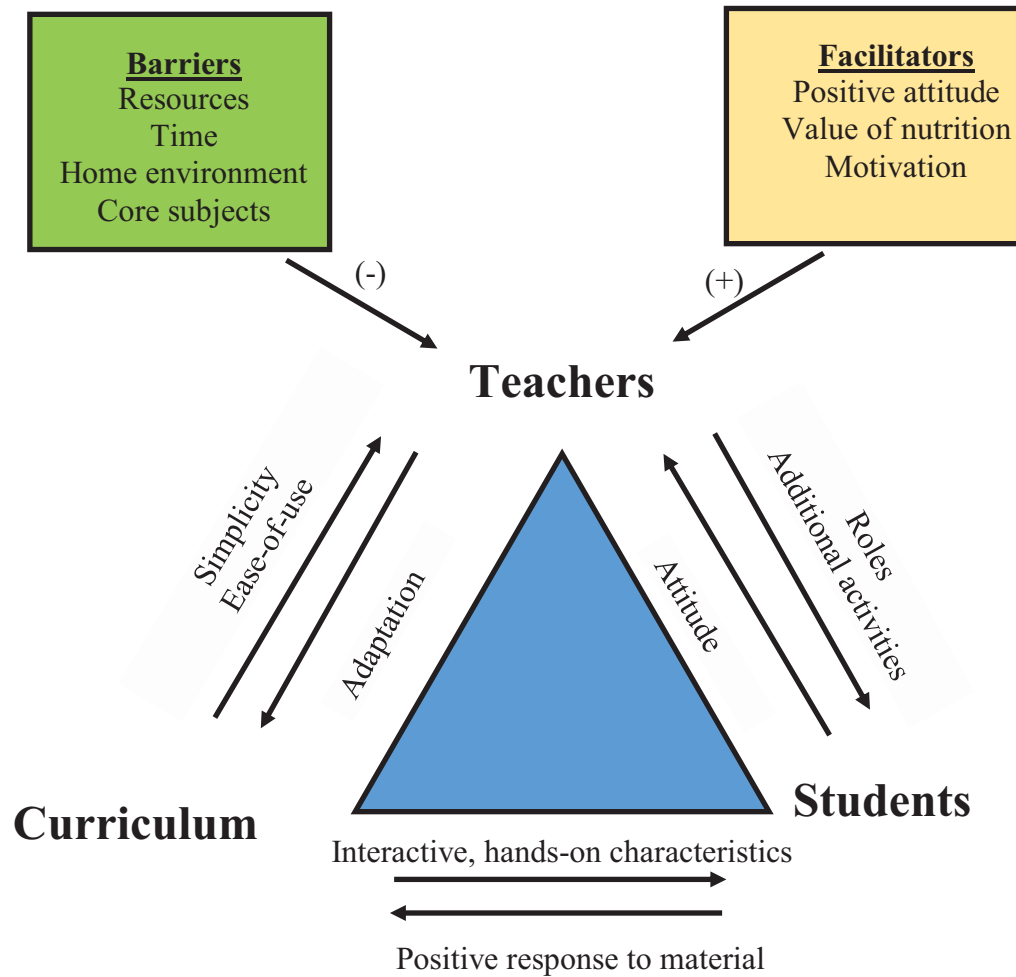 Barriers
Resources
Time
Home environment
Core subjects
Facilitators
Positive attitude
Value of nutrition
Motivation
(-)
(+)
Teachers
Simplicity
Ease-of-use
Adaptation
Attitude
Roles
Additional activities
Curriculum
Students
Interactive, hands-on characteristics
Positive response to material